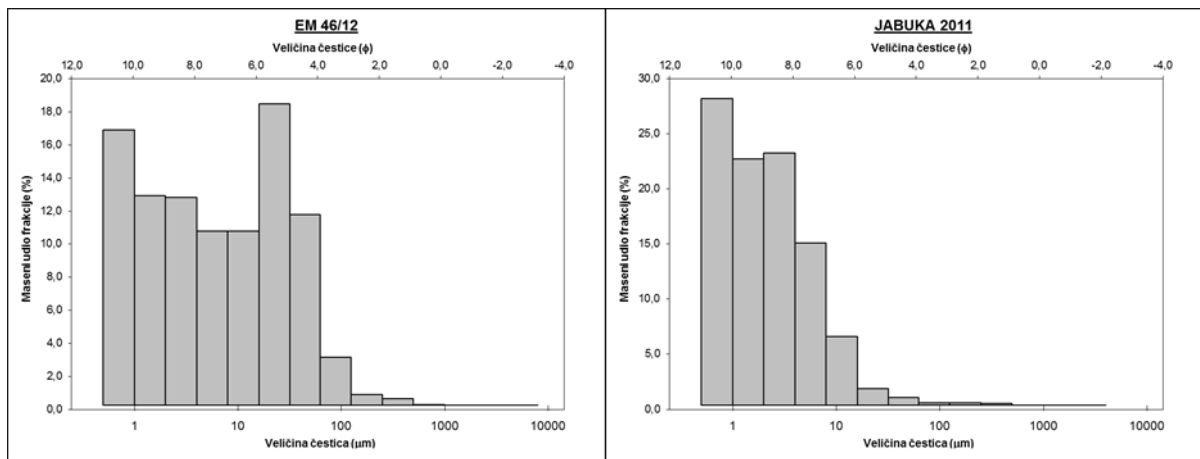 EM 46/12
Veličina čestice (ϕ)
12,0 10,0 8,0 6,0 4,0 2,0 0,0 -2,0 -4,0
Maseni udio frakcije (%)
20,0
18,0
16,0
14,0
12,0
10,0
8,0
6,0
4,0
2,0
0,0
1 10 100 1000 10000
Veličina čestica (µm)
JABUKA 2011
Veličina čestice (ϕ)
12,0 10,0 8,0 6,0 4,0 2,0 0,0 -2,0 -4,0
Maseni udio frakcije (%)
30,0
25,0
20,0
15,0
10,0
5,0
0,0
1 10 100 1000 10000
Veličina čestica (µm)